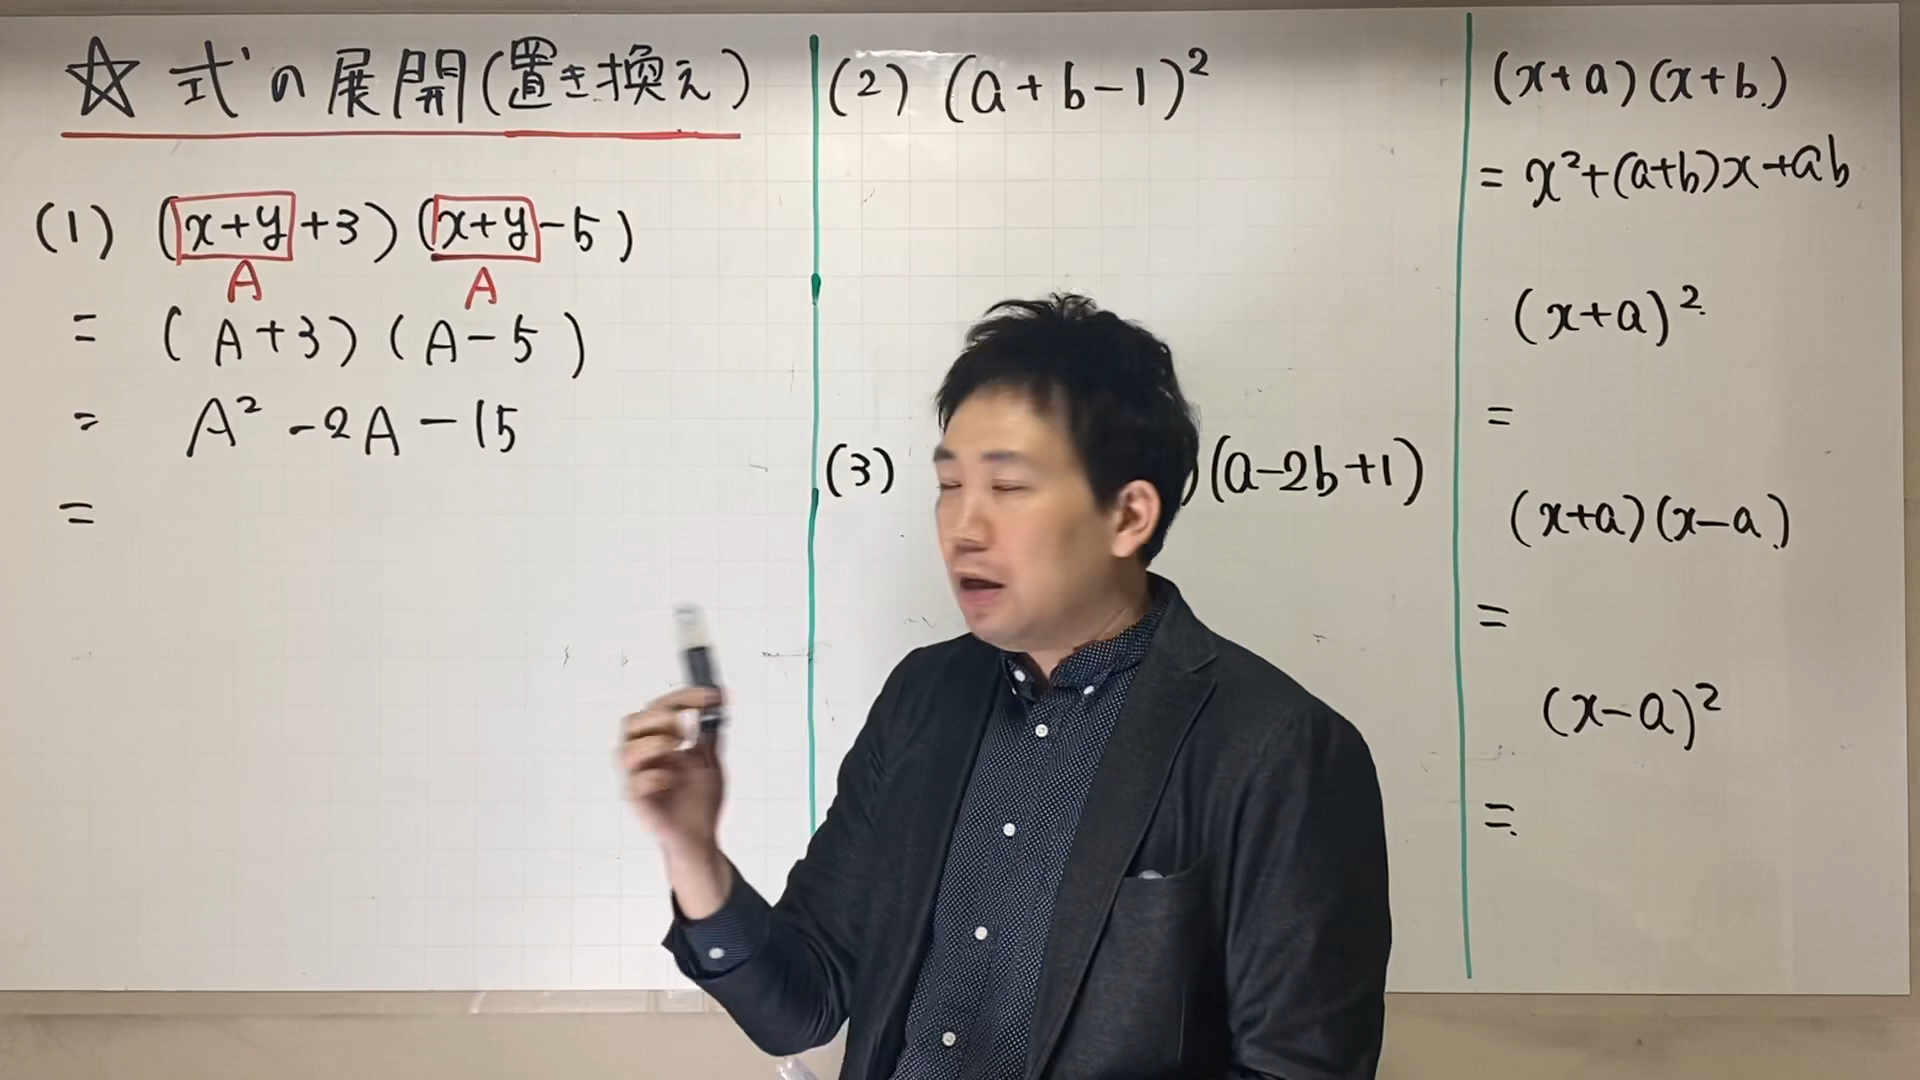 ☆ 式の展開(置き換え)
(1) (x+y+3)(x+y-5)
A A
= (A+3)(A-5)
= A² -2A -15
=
(2) (a+b-1)²
(3) )(a-2b+1)
(x+a)(x+b)
= x²+(a+b)x+ab
(x+a)²
=
(x+a)(x-a)
=
(x-a)²
=